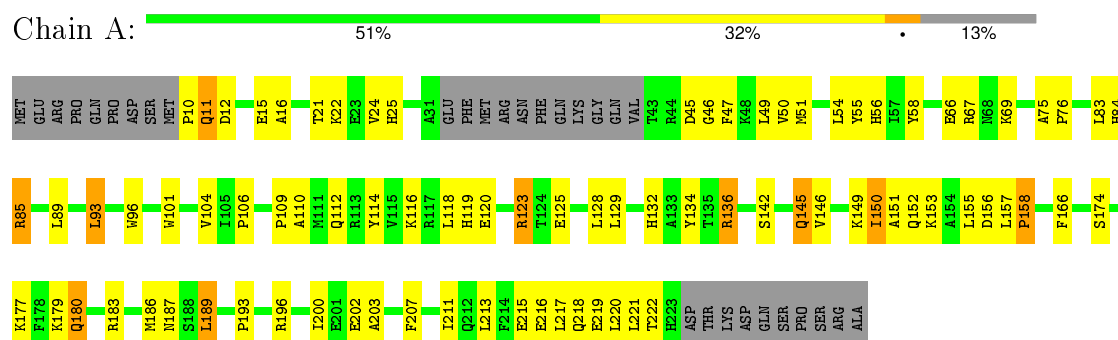 Chain A:
51% 32% • 13%
MET GLU ARG PRO GLN PRO ASP SER MET P10 Q11 D12 E15 A16 T21 K22 E23 V24 H25 A31 GLU PHE MET ARG ASN PHE GLN LYS GLY GLN VAL T43 R44 D45 G46 F47 K48 L49 V50 M51 L54 Y55 H56 I57 Y58 E66 R67 N68 K69 A75 P76 L83 H84
R85 L89 L93 W96 W101 V104 I105 P106 P109 A110 M111 Q112 R113 Y114 V115 K116 R117 L118 H119 E120 R123 T124 E125 L128 L129 H132 A133 Y134 T135 R136 S142 Q145 V146 K149 I150 A151 Q152 K153 A154 L155 D156 L157 P158 F166 S174
K177 F178 K179 Q180 R183 M186 N187 S188 L189 P193 R196 I200 E201 E202 A203 F207 I211 Q212 L213 F214 E215 E216 L217 Q218 E219 L220 L221 T222 H223 ASP THR LYS ASP GLN SER PRO SER ARG ALA